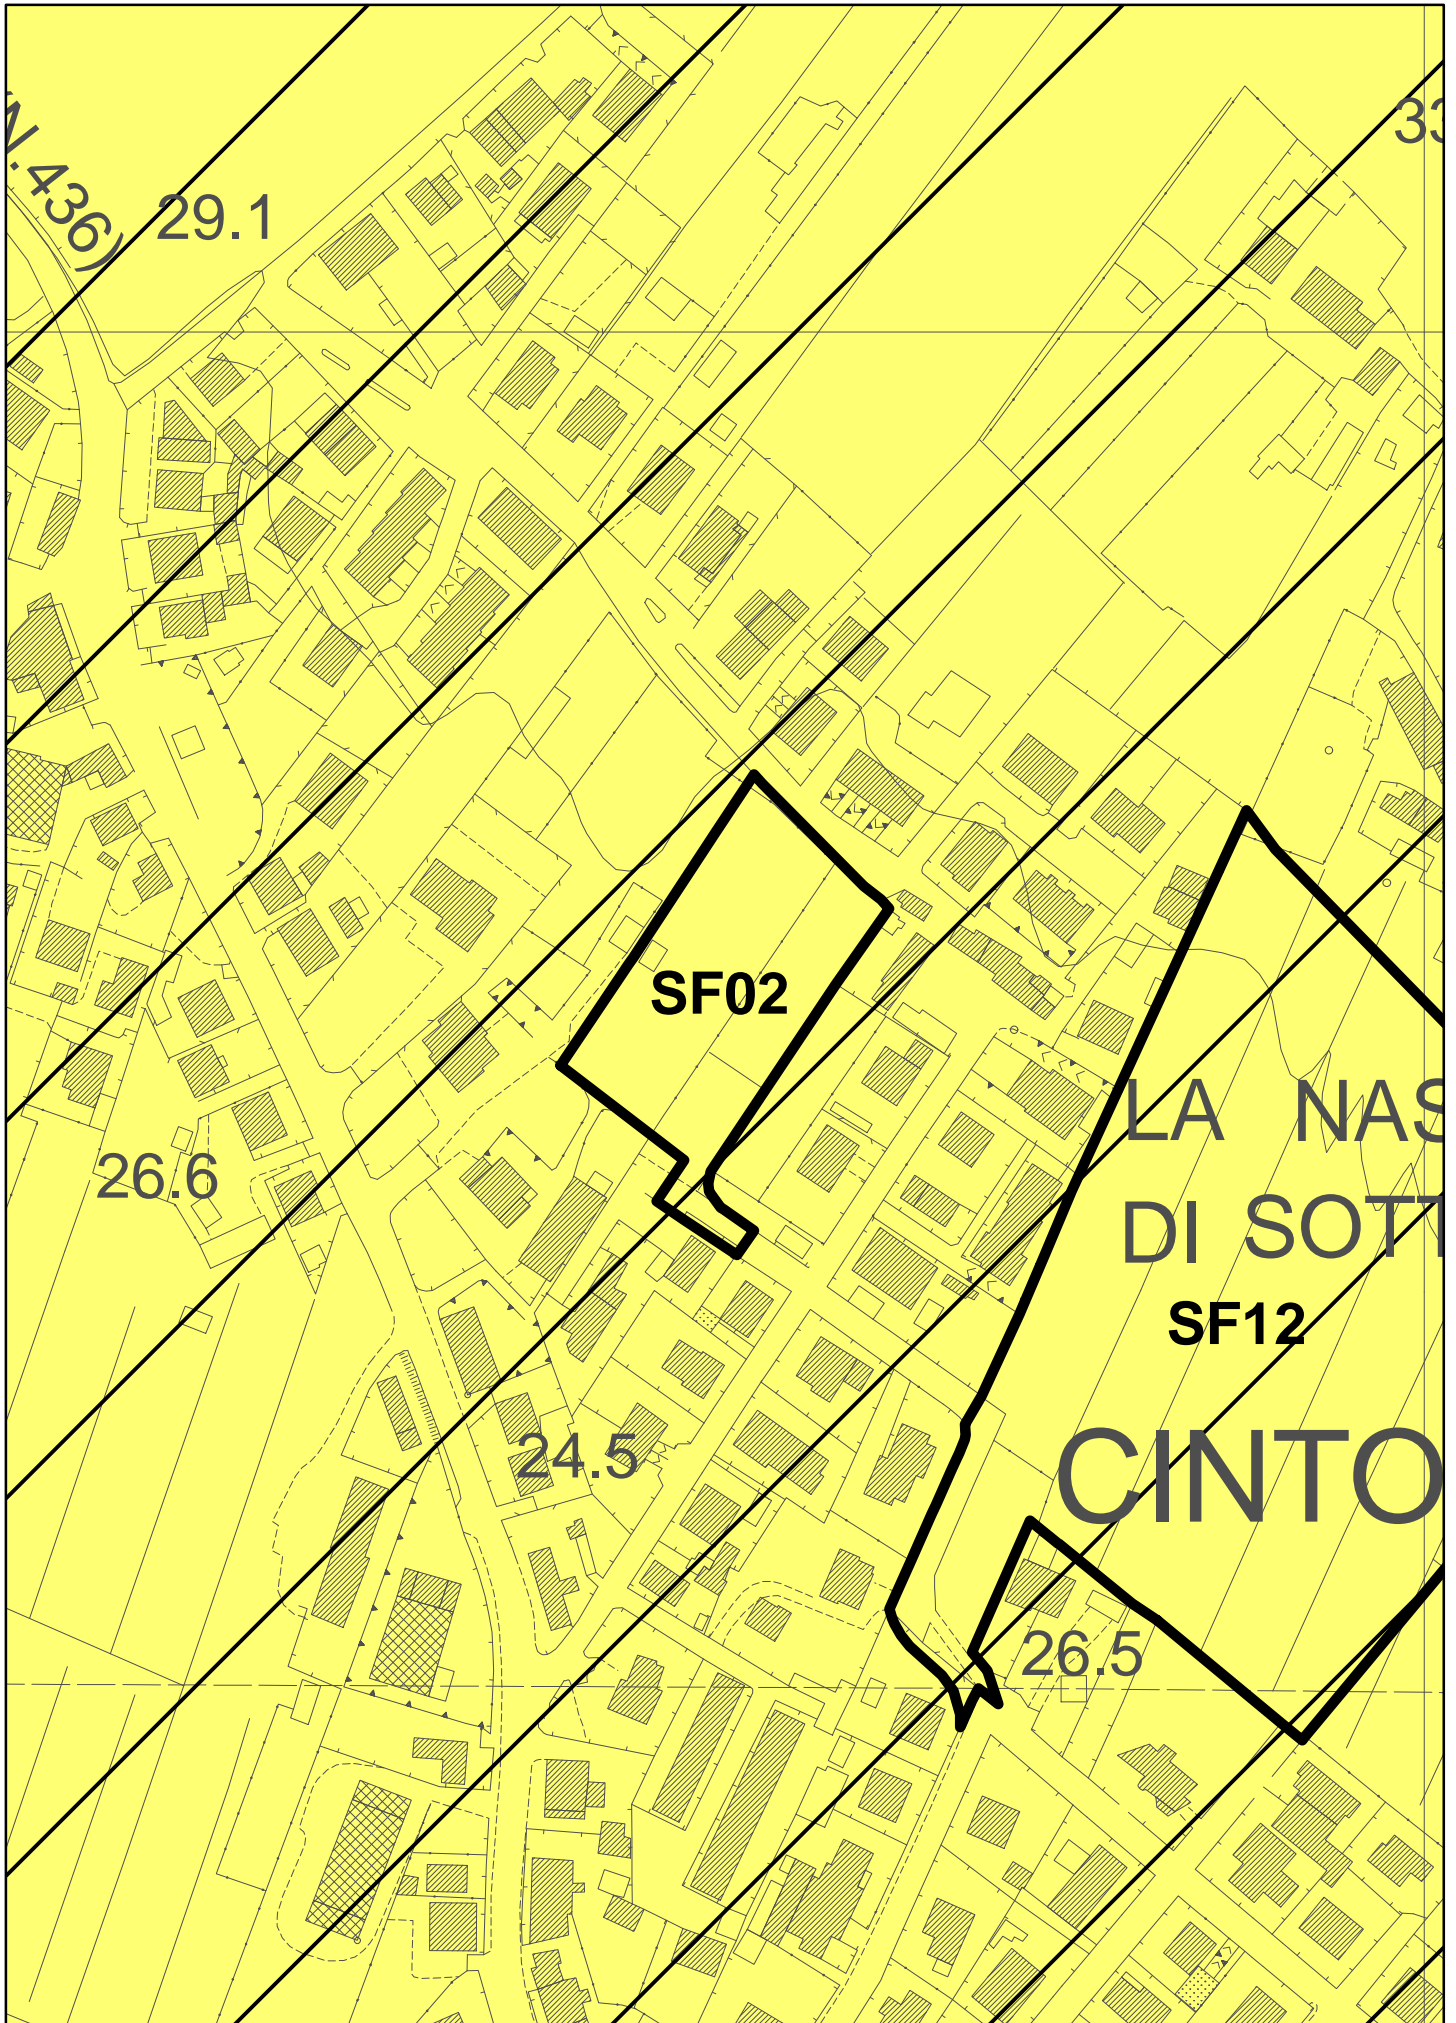 33
N.436)
29.1
SF02
LA NAS
DI SOTT
26.6
SF12
CINTO
24.5
26.5